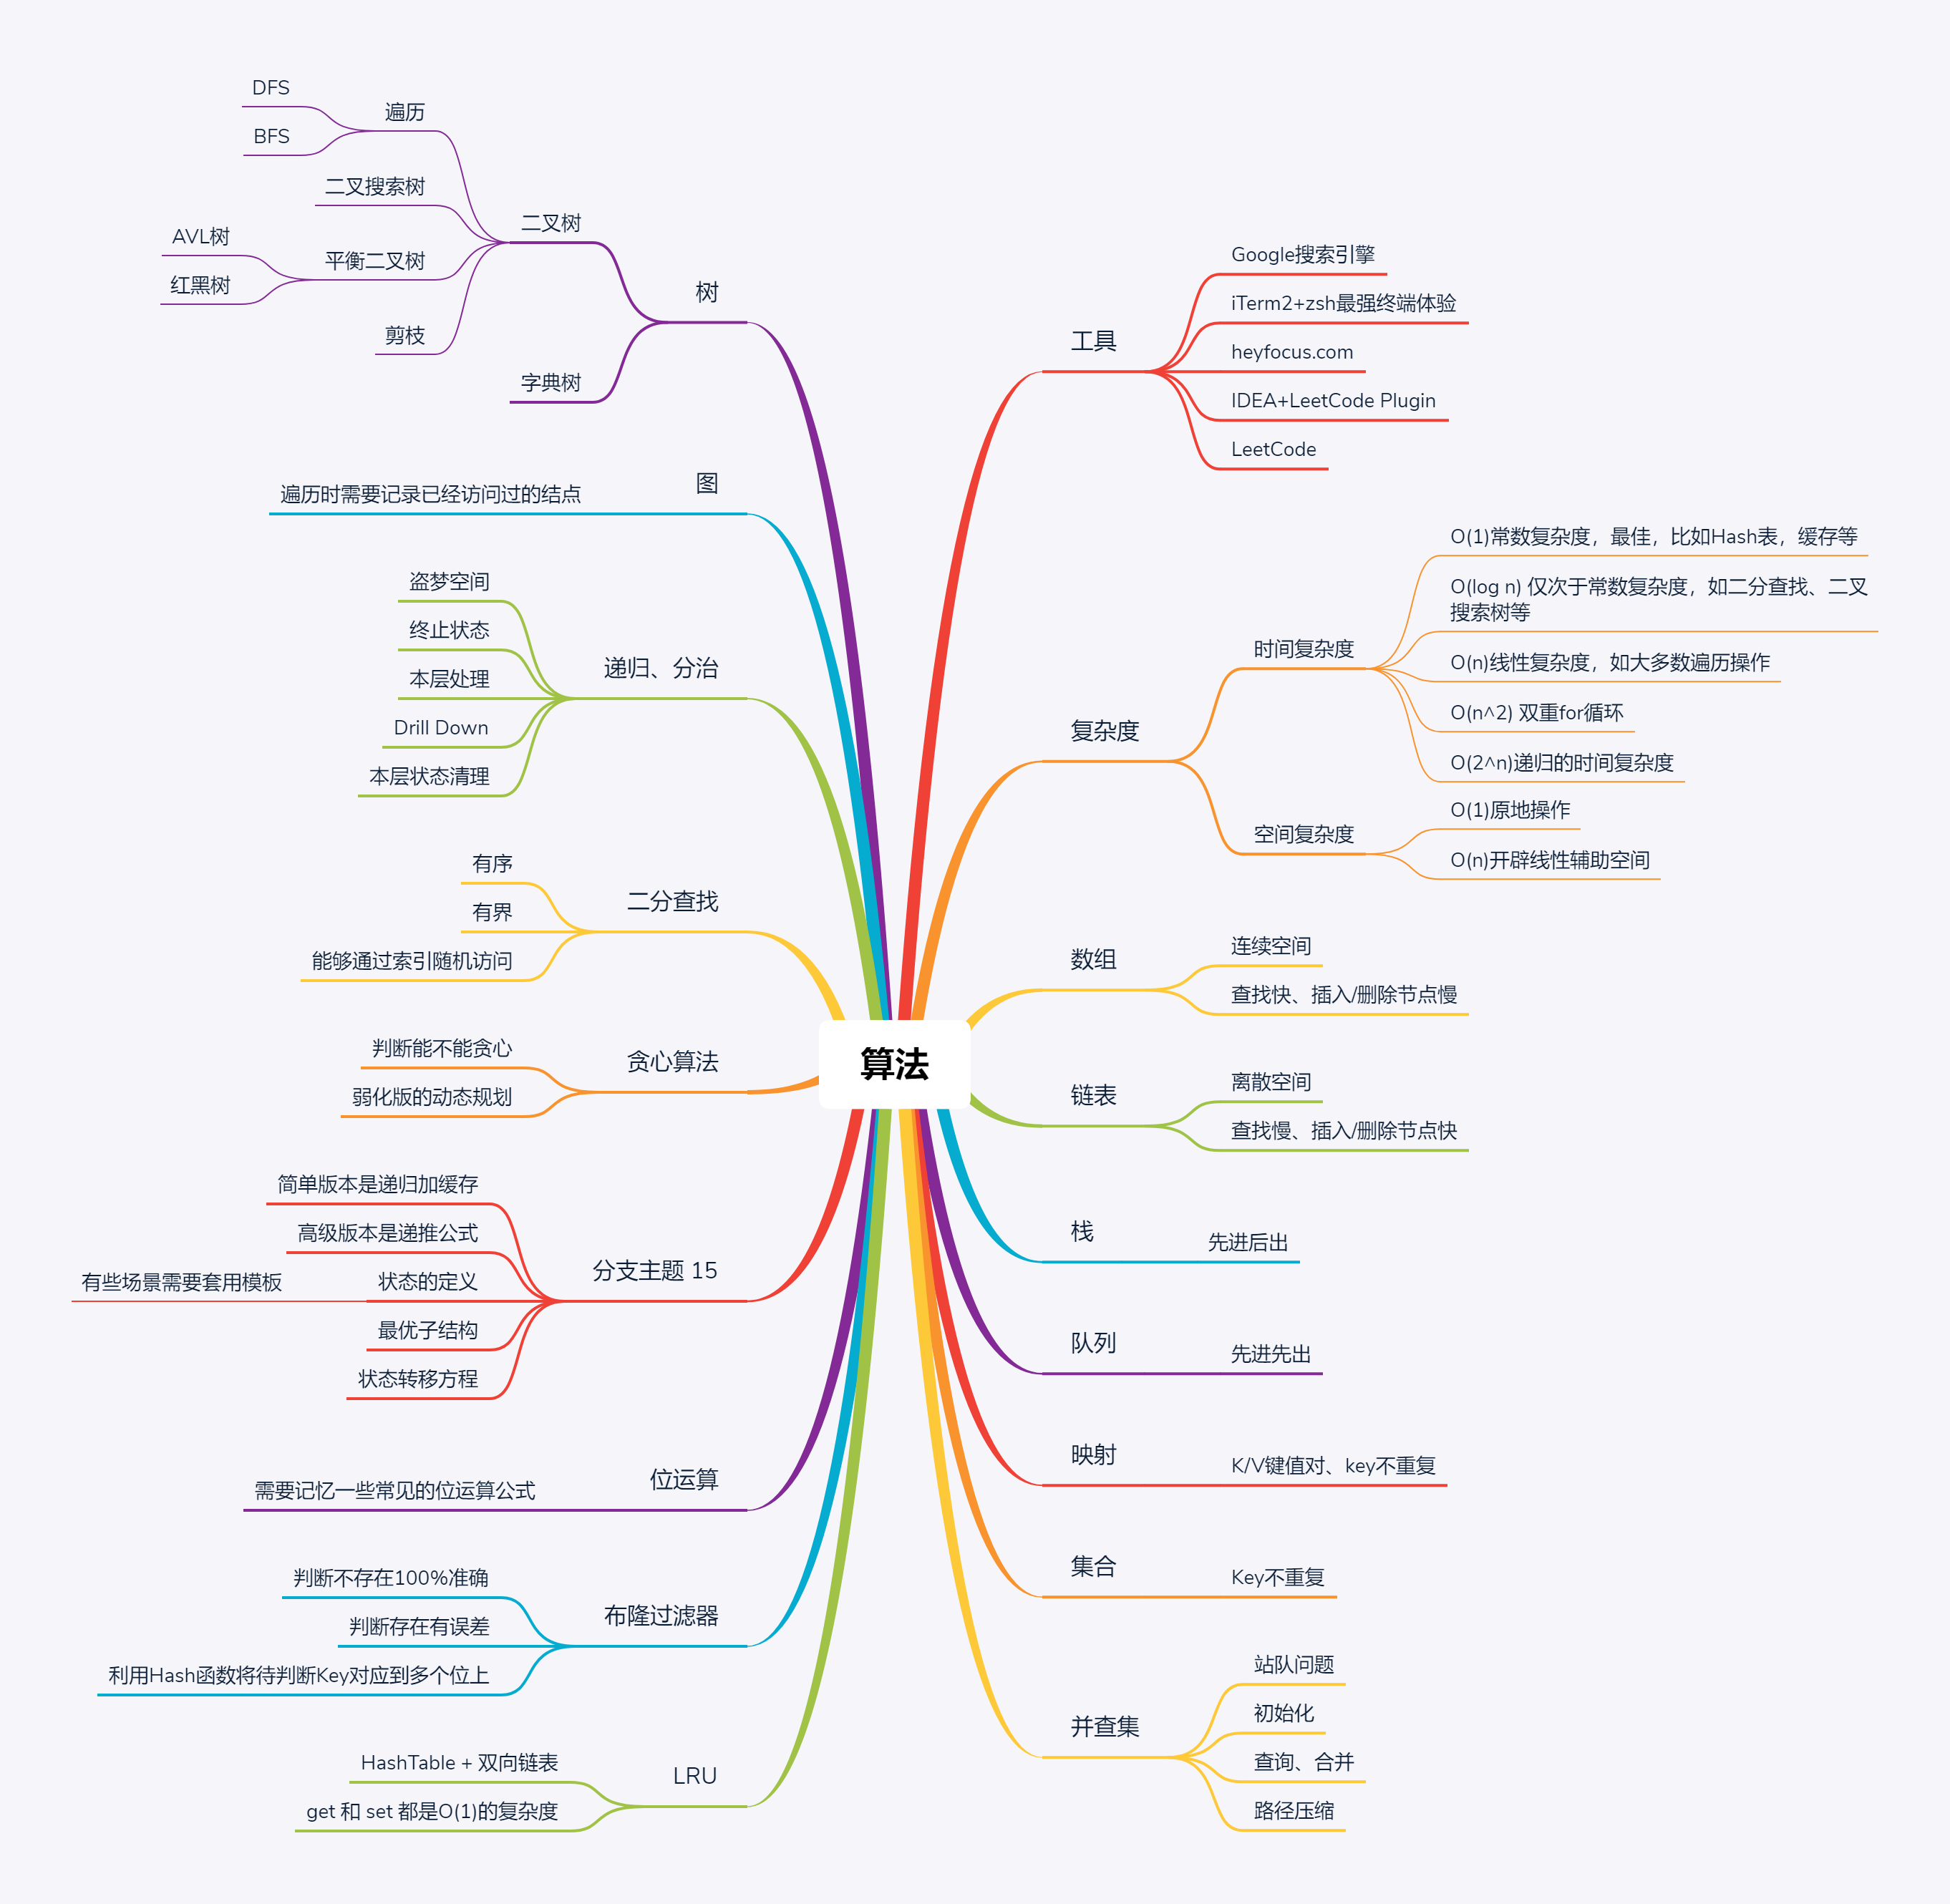 算法
工具
Google搜索引擎
iTerm2+zsh最强终端体验
heyfocus.com
IDEA+LeetCode Plugin
LeetCode
复杂度
时间复杂度
O(1)常数复杂度，最佳，比如Hash表，缓存等
O(log n) 仅次于常数复杂度，如二分查找、二叉
搜索树等
O(n)线性复杂度，如大多数遍历操作
O(n^2) 双重for循环
O(2^n)递归的时间复杂度
空间复杂度
O(1)原地操作
O(n)开辟线性辅助空间
数组
连续空间
查找快、插入/删除节点慢
链表
离散空间
查找慢、插入/删除节点快
栈
先进后出
队列
先进先出
映射
K/V键值对、key不重复
集合
Key不重复
并查集
站队问题
初始化
查询、合并
路径压缩
树
二叉树
遍历
DFS
BFS
二叉搜索树
平衡二叉树
AVL树
红黑树
剪枝
字典树
图
遍历时需要记录已经访问过的结点
递归、分治
盗梦空间
终止状态
本层处理
Drill Down
本层状态清理
二分查找
有序
有界
能够通过索引随机访问
贪心算法
判断能不能贪心
弱化版的动态规划
分支主题 15
简单版本是递归加缓存
高级版本是递推公式
状态的定义
有些场景需要套用模板
最优子结构
状态转移方程
位运算
需要记忆一些常见的位运算公式
布隆过滤器
判断不存在100%准确
判断存在有误差
利用Hash函数将待判断Key对应到多个位上
LRU
HashTable + 双向链表
get 和 set 都是O(1)的复杂度